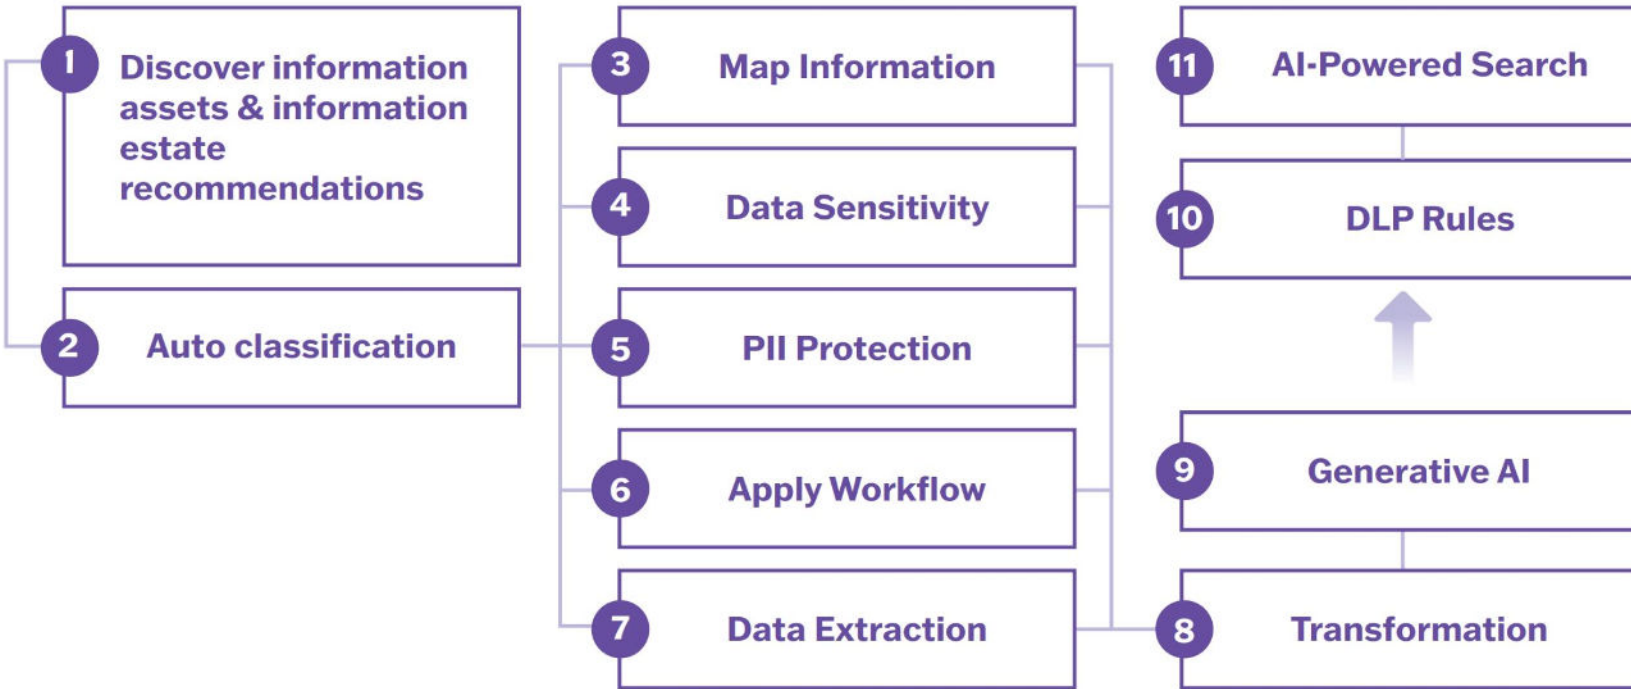 1
Discover information
assets & information
estate
recommendations
2
Auto classification
3
Map Information
4
Data Sensitivity
5
PII Protection
6
Apply Workflow
7
Data Extraction
8
Transformation
9
Generative AI
10
DLP Rules
11
AI-Powered Search